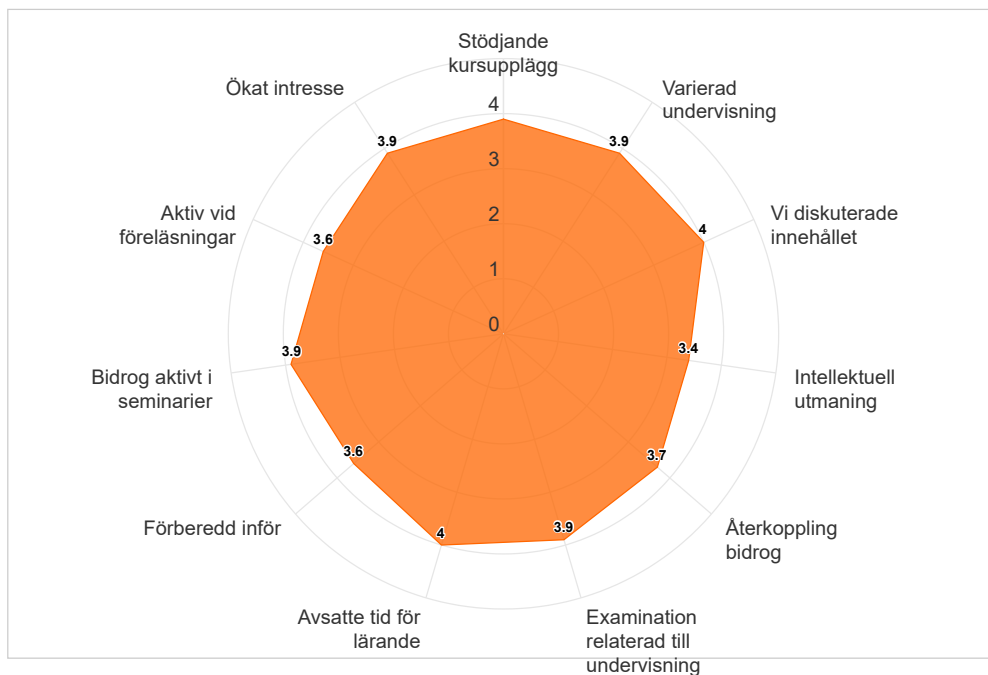 Stödjande
kursupplägg
Ökat intresse
Varierad
undervisning
4
3.9
3.9
3
Aktiv vid
föreläsningar
Vi diskuterade
innehållet
2
3.6
4
1
0
3.9
3.4
Bidrog aktivt i
seminarier
Intellektuell
utmaning
3.6
3.7
Förberedd inför
Återkoppling
bidrog
4
3.9
Avsatte tid för
lärande
Examination
relaterad till
undervisning